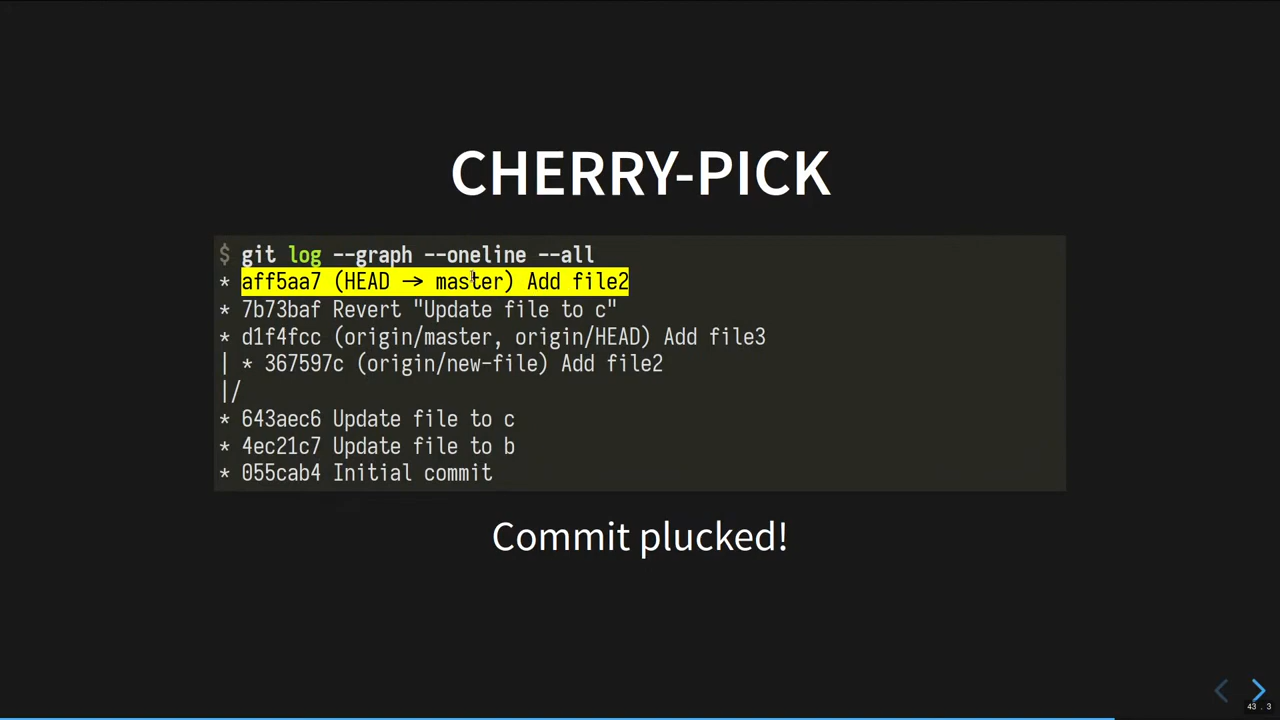 CHERRY-PICK
$ git log --graph --oneline --all
* aff5aa7 (HEAD → master) Add file2
* 7b73baf Revert "Update file to c"
* d1f4fcc (origin/master, origin/HEAD) Add file3
| * 367597c (origin/new-file) Add file2
|/
* 643aec6 Update file to c
* 4ec21c7 Update file to b
* 055cab4 Initial commit
Commit plucked!
43 . 3